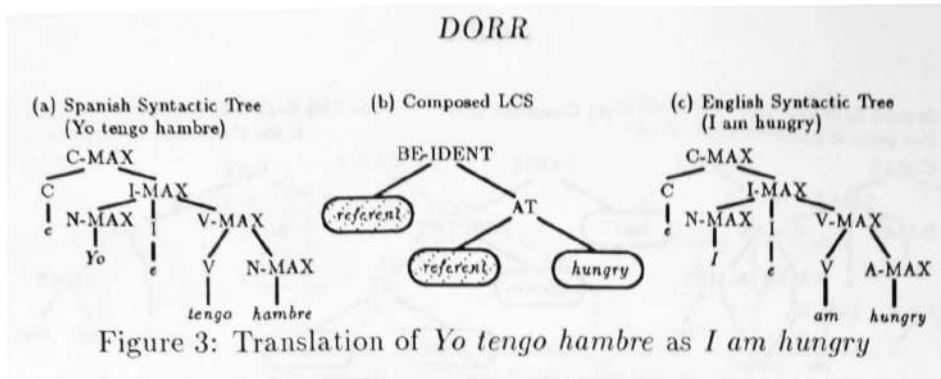 DORR
(a) Spanish Syntactic Tree (b) Composed LCS (c) English Syntactic Tree
(Yo tengo hambre) (I am hungry)
C-MAX BE-IDENT C-MAX
C I-MAX C I-MAX
referent AT
e N-MAX V-MAX e N-MAX V-MAX
Yo e I e
V N-MAX referent hungry V A-MAX
tengo hambre am hungry
Figure 3: Translation of Yo tengo hambre as I am hungry